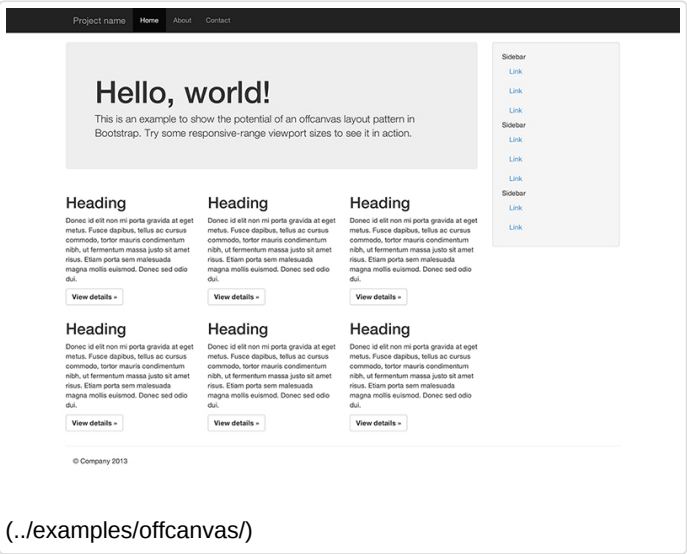 Project name Home About Contact
Hello, world!
This is an example to show the potential of an offcanvas layout pattern in
Bootstrap. Try some responsive-range viewport sizes to see it in action.
Sidebar
Link
Link
Link
Sidebar
Link
Link
Link
Sidebar
Link
Link
Heading
Donec id elit non mi porta gravida at eget
metus. Fusce dapibus, tellus ac cursus
commodo, tortor mauris condimentum
nibh, ut fermentum massa justo sit amet
risus. Etiam porta sem malesuada
magna mollis euismod. Donec sed odio
dui.
View details »
Heading
Donec id elit non mi porta gravida at eget
metus. Fusce dapibus, tellus ac cursus
commodo, tortor mauris condimentum
nibh, ut fermentum massa justo sit amet
risus. Etiam porta sem malesuada
magna mollis euismod. Donec sed odio
dui.
View details »
Heading
Donec id elit non mi porta gravida at eget
metus. Fusce dapibus, tellus ac cursus
commodo, tortor mauris condimentum
nibh, ut fermentum massa justo sit amet
risus. Etiam porta sem malesuada
magna mollis euismod. Donec sed odio
dui.
View details »
Heading
Donec id elit non mi porta gravida at eget
metus. Fusce dapibus, tellus ac cursus
commodo, tortor mauris condimentum
nibh, ut fermentum massa justo sit amet
risus. Etiam porta sem malesuada
magna mollis euismod. Donec sed odio
dui.
View details »
Heading
Donec id elit non mi porta gravida at eget
metus. Fusce dapibus, tellus ac cursus
commodo, tortor mauris condimentum
nibh, ut fermentum massa justo sit amet
risus. Etiam porta sem malesuada
magna mollis euismod. Donec sed odio
dui.
View details »
Heading
Donec id elit non mi porta gravida at eget
metus. Fusce dapibus, tellus ac cursus
commodo, tortor mauris condimentum
nibh, ut fermentum massa justo sit amet
risus. Etiam porta sem malesuada
magna mollis euismod. Donec sed odio
dui.
View details »
© Company 2013
(../examples/offcanvas/)